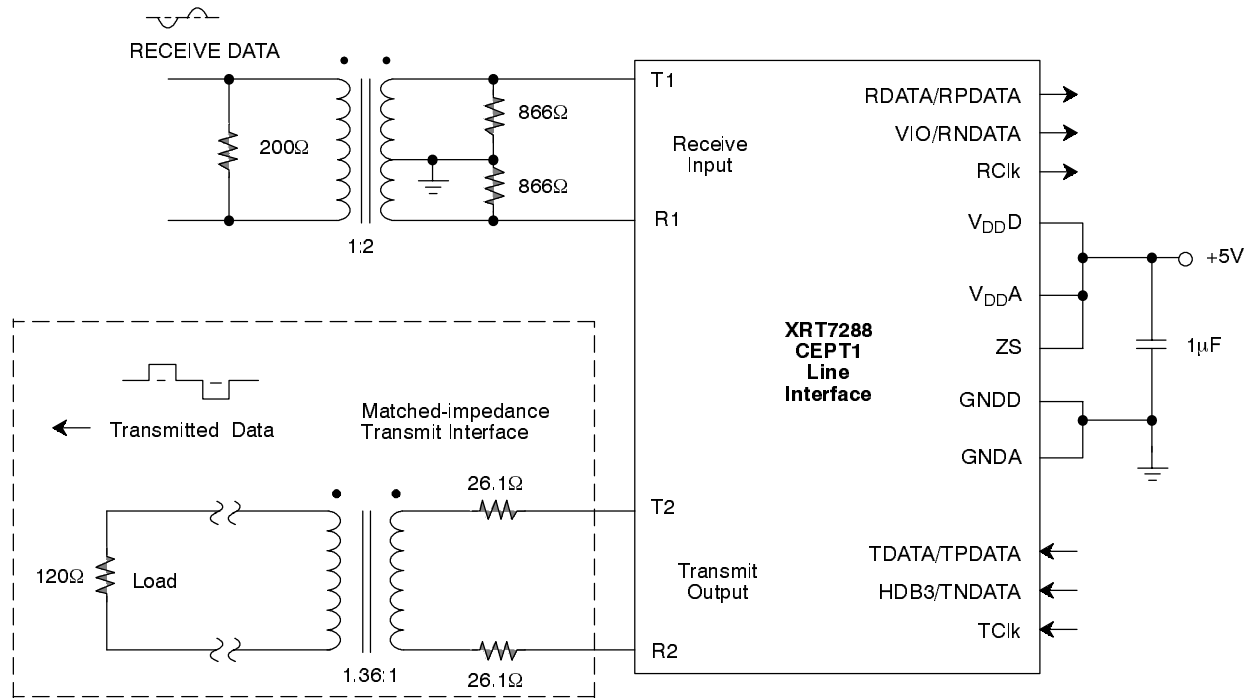 RECEIVE DATA
200Ω
1:2
866Ω
866Ω
T1
Receive
Input
R1
RDATA/RPDATA
VIO/RNDATA
RClk
VDDD
VDDA
ZS
GNDD
GNDA
+5V
1μF
XRT7288
CEPT1
Line
Interface
Transmitted Data
Matched-impedance
Transmit Interface
26.1Ω
120Ω
Load
1.36:1
26.1Ω
T2
Transmit
Output
R2
TDATA/TPDATA
HDB3/TNDATA
TClk